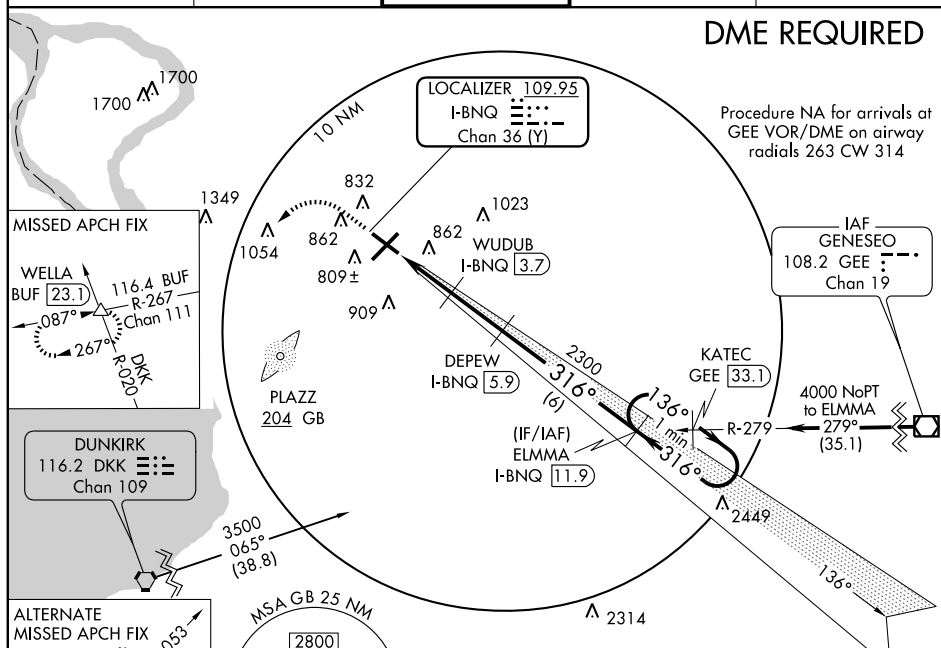 DME REQUIRED
1700
1700
LOCALIZER 109.95
I-BNQ
Chan 36 (Y)
Procedure NA for arrivals at
GEE VOR/DME on airway
radials 263 CW 314
10 NM
1349
832
1023
MISSED APCH FIX
1054
862
862
WUDUB
I-BNQ 3.7
IAF
GENESEO
108.2 GEE
Chan 19
WELLA
BUF 23.1
116.4 BUF
R-267
Chan 111
087°
267°
DKK
R-020
809±
909
DEPEW
I-BNQ 5.9
2300
316°
(6)
KATEC
GEE 33.1
PLAZZ
204 GB
136°
1 min
316°
R-279
4000 NoPT
to ELMMA
279°
(35.1)
(IF/IAF)
ELMMA
I-BNQ 11.9
DUNKIRK
116.2 DKK
Chan 109
2449
3500
065°
(38.8)
136°
2314
ALTERNATE
MISSED APCH FIX
053
MSA GB 25 NM
2800